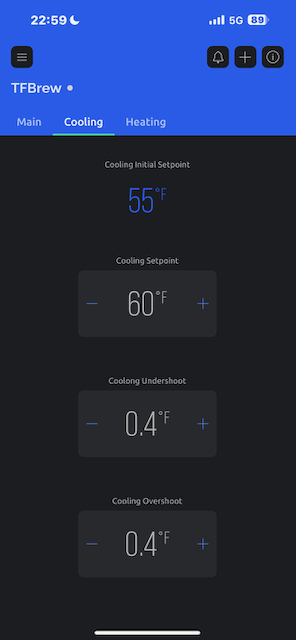 22:59
5G 89
TFBrew
Main Cooling Heating
Cooling Initial Setpoint
55°F
Cooling Setpoint
− 60°F +
Coolong Undershoot
− 0.4°F +
Cooling Overshoot
− 0.4°F +